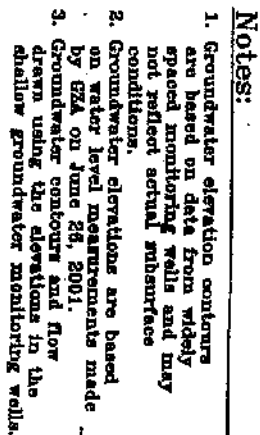 Notes:
1. Groundwater elevation contours
are based on data from widely
spaced monitoring wells and may
not reflect actual subsurface
conditions.
2. Groundwater elevations are based
on water level measurements made
by GZA on June 26, 2001.
3. Groundwater contours and flow
drawn using the elevations in the
shallow groundwater monitoring wells.